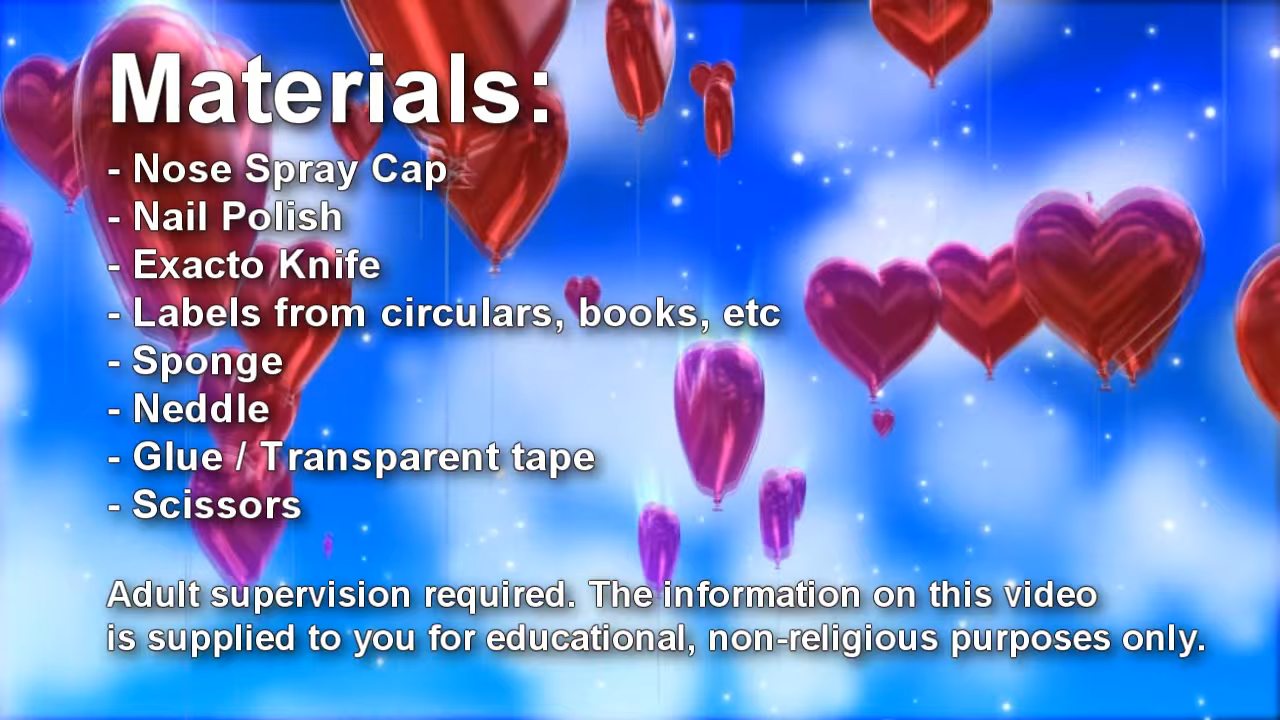 Materials:
- Nose Spray Cap
- Nail Polish
- Exacto Knife
- Labels from circulars, books, etc
- Sponge
- Neddle
- Glue / Transparent tape
- Scissors
Adult supervision required. The information on this video
is supplied to you for educational, non-religious purposes only.